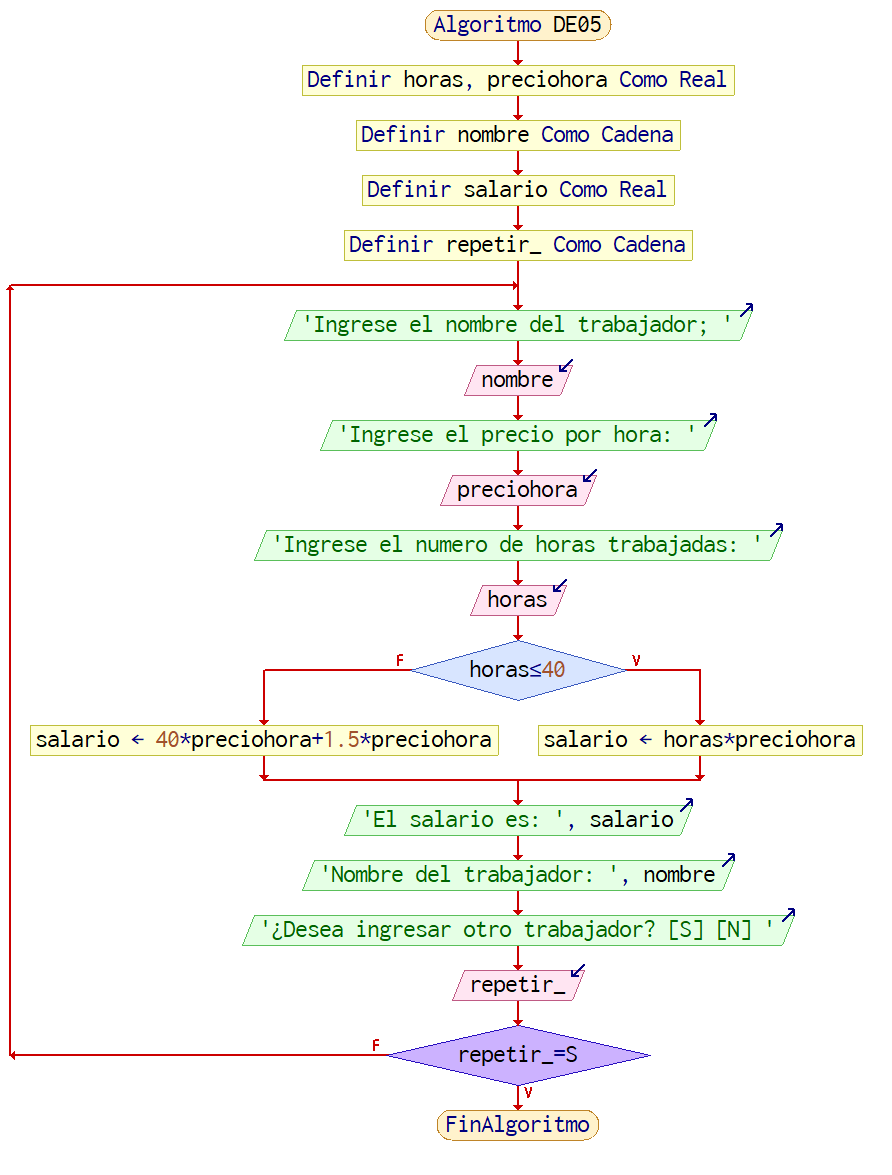 Algoritmo DE05
Definir horas, preciohora Como Real
Definir nombre Como Cadena
Definir salario Como Real
Definir repetir_ Como Cadena
'Ingrese el nombre del trabajador; '
nombre
'Ingrese el precio por hora: '
preciohora
'Ingrese el numero de horas trabajadas: '
horas
F
horas≤40
V
salario ← 40*preciohora+1.5*preciohora
salario ← horas*preciohora
'El salario es: ', salario
'Nombre del trabajador: ', nombre
'¿Desea ingresar otro trabajador? [S] [N] '
repetir_
F
repetir_=S
V
FinAlgoritmo